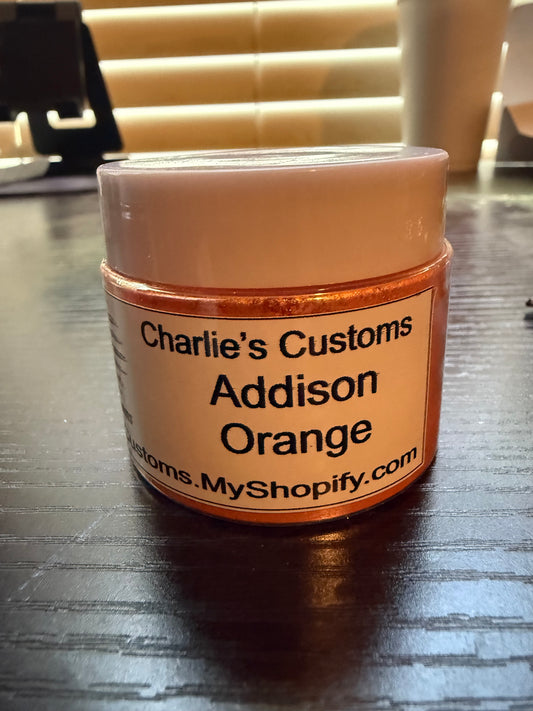 Charlie's Customs
Addison
Orange
ustoms.MyShopify.com